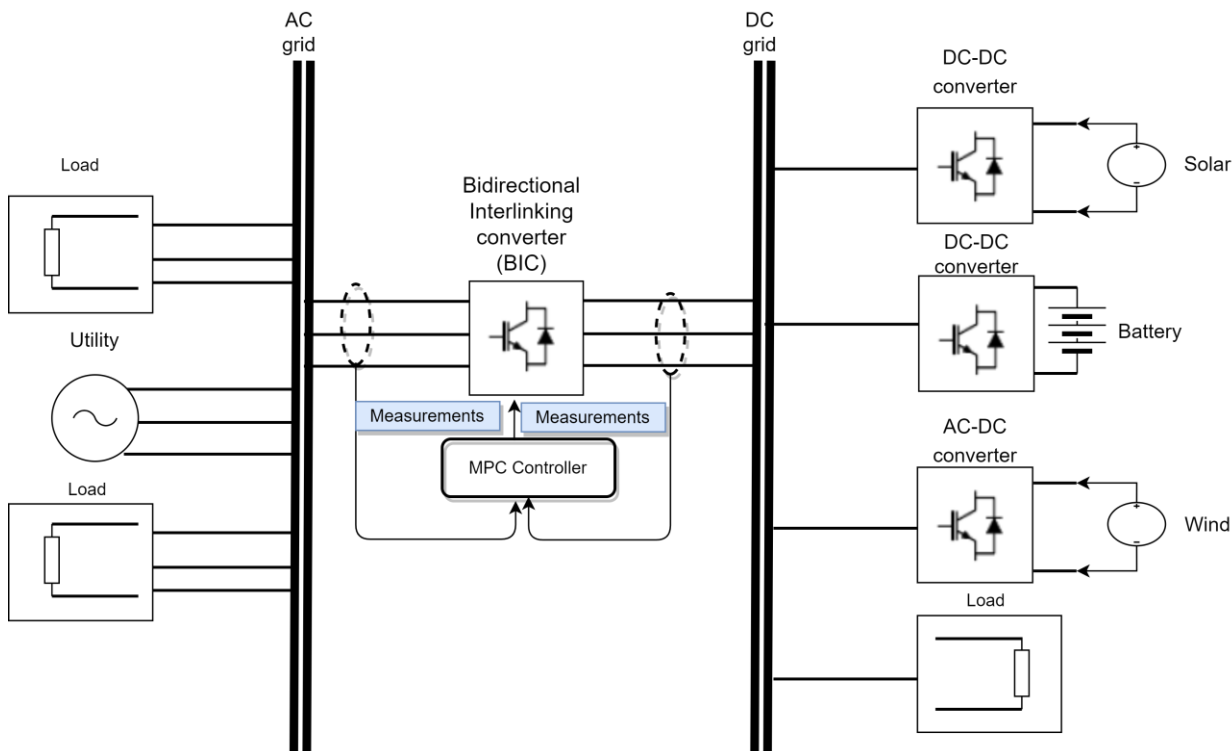 AC
grid
DC
grid
Load
Utility
Load
Bidirectional
Interlinking
converter
(BIC)
Measurements
Measurements
MPC Controller
DC-DC
converter
Solar
DC-DC
converter
Battery
AC-DC
converter
Wind
Load